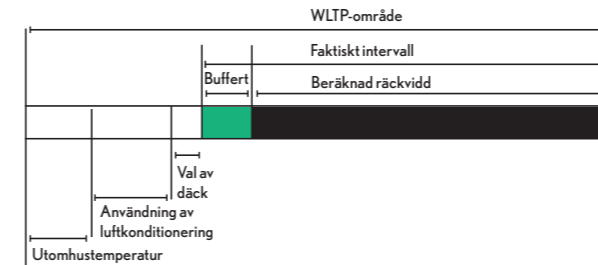 WLTP-område
Faktiskt intervall
Buffert
Beräknad räckvidd
Val av
däck
Användning av
luftkonditionering
Utomhustemperatur